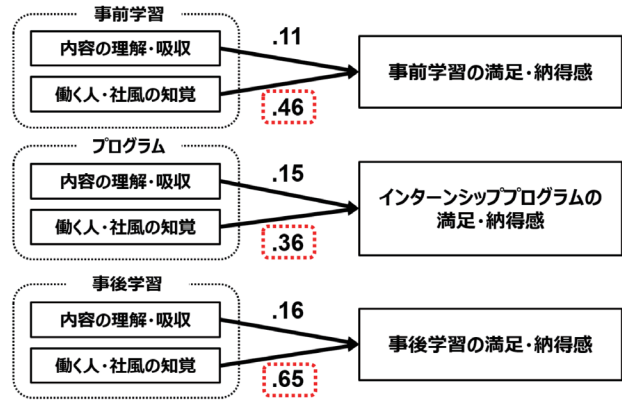 事前学習
内容の理解・吸収
働く人・社風の知覚
.11
.46
事前学習の満足・納得感
プログラム
内容の理解・吸収
働く人・社風の知覚
.15
.36
インターンシッププログラムの
満足・納得感
事後学習
内容の理解・吸収
働く人・社風の知覚
.16
.65
事後学習の満足・納得感